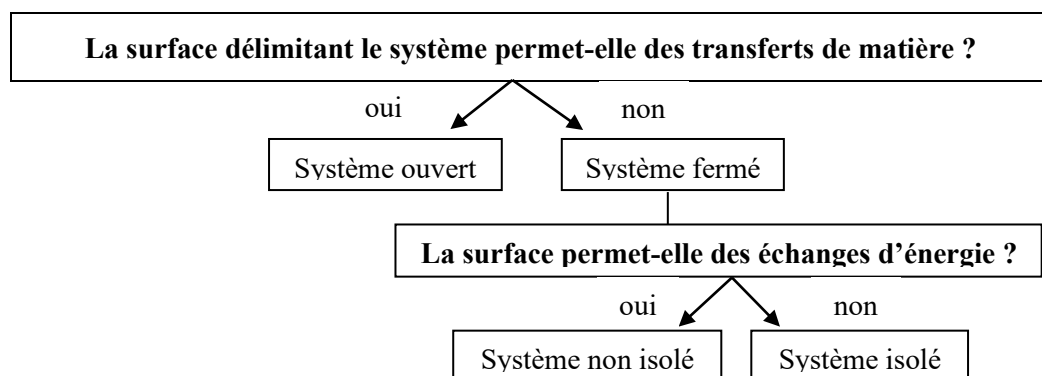 La surface délimitant le système permet-elle des transferts de matière ?
oui
non
Système ouvert
Système fermé
La surface permet-elle des échanges d’énergie ?
oui
non
Système non isolé
Système isolé